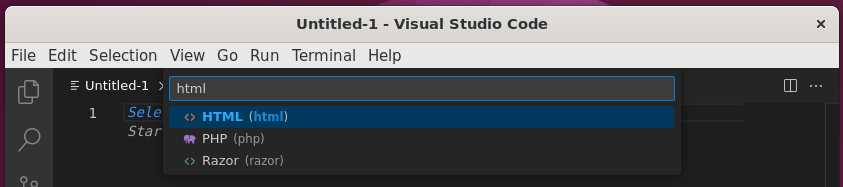 Untitled-1 - Visual Studio Code ×
File Edit Selection View Go Run Terminal Help
Untitled-1
html
1
HTML (html)
PHP (php)
Razor (razor)